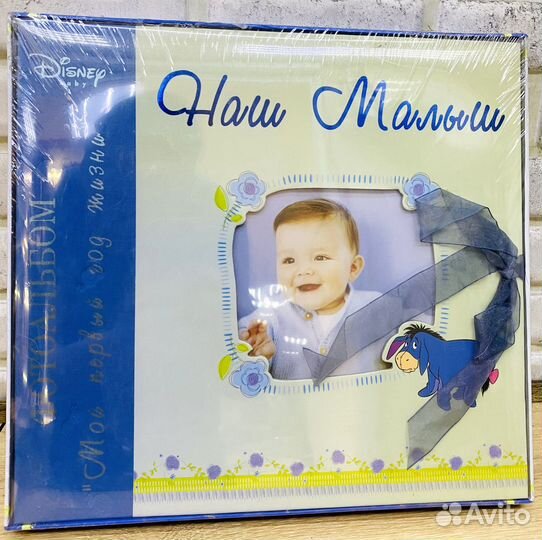 Disney
baby
Наш Малыш
ФОТОАЛЬБОМ
"Мой первый год жизни
Avito